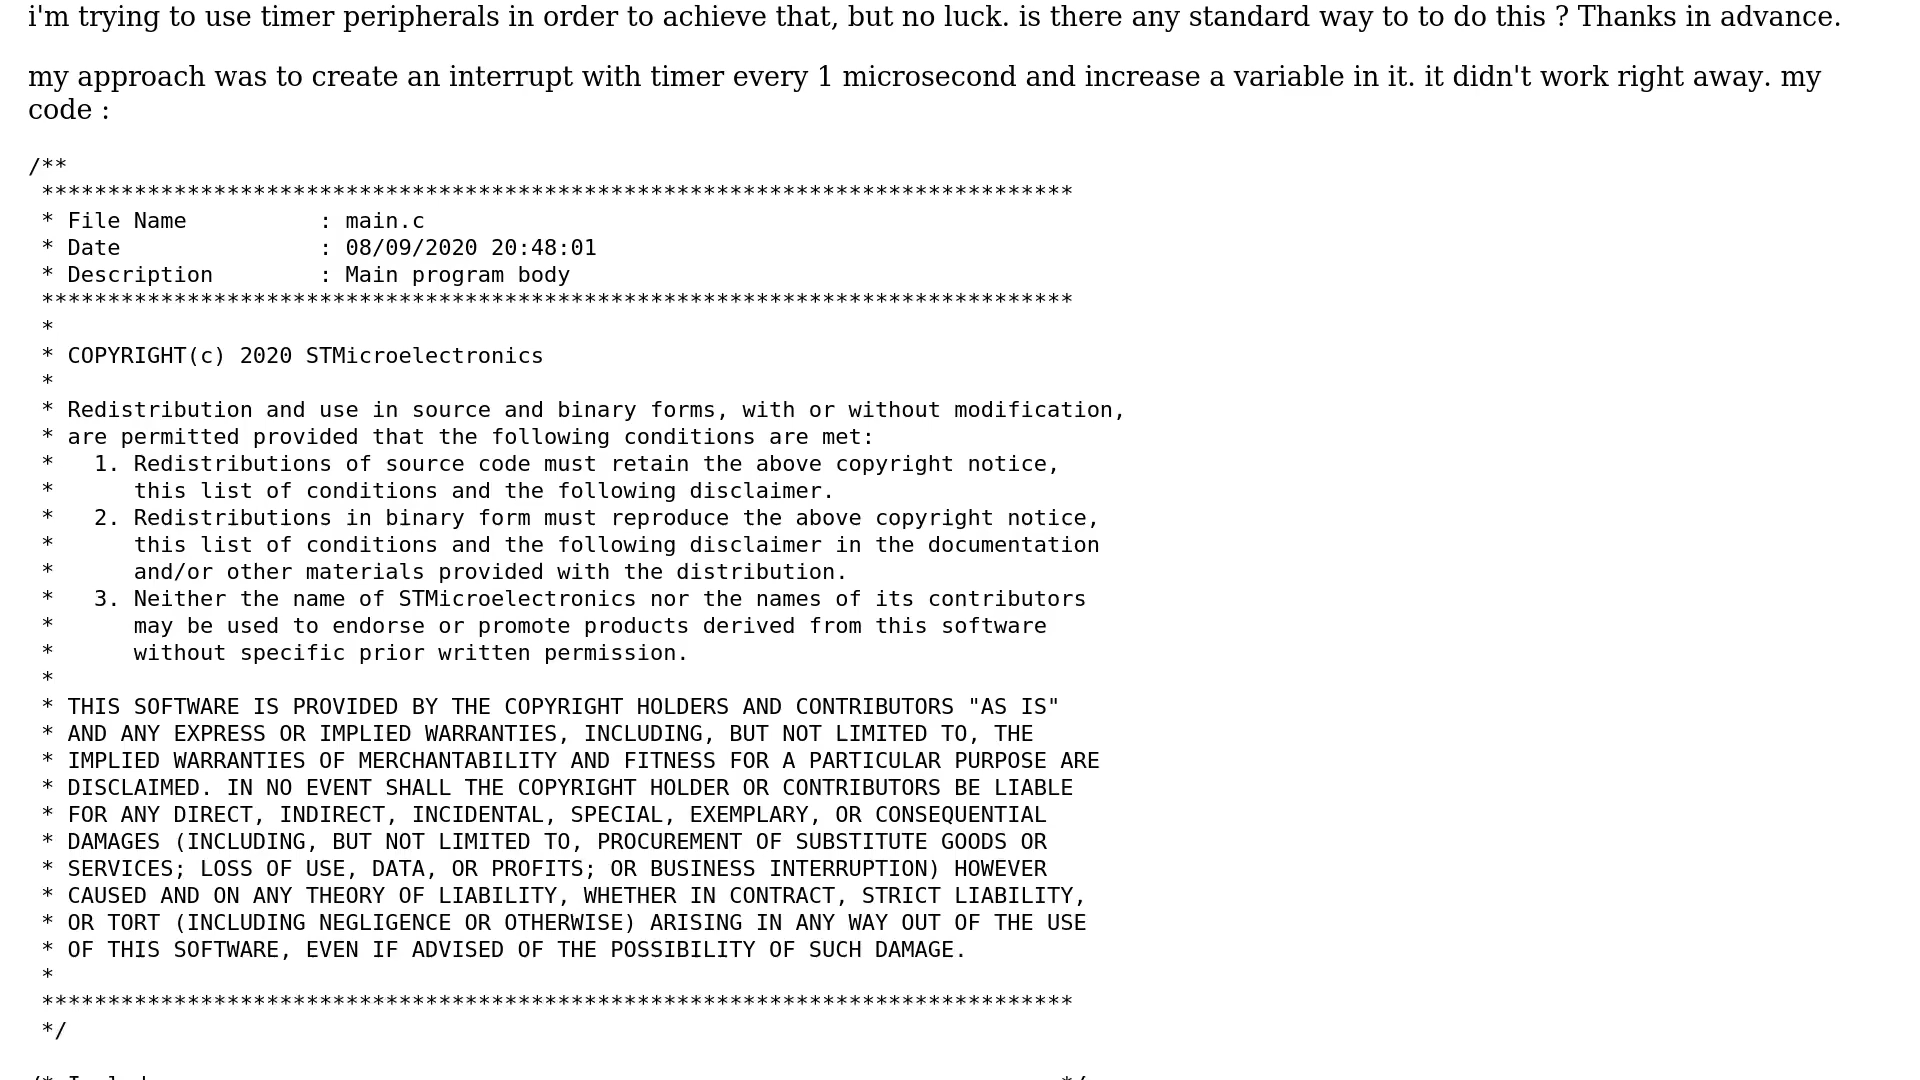 i'm trying to use timer peripherals in order to achieve that, but no luck. is there any standard way to to do this ? Thanks in advance.
my approach was to create an interrupt with timer every 1 microsecond and increase a variable in it. it didn't work right away. my
code :
/**
 ******************************************************************************
 * File Name          : main.c
 * Date               : 08/09/2020 20:48:01
 * Description        : Main program body
 ******************************************************************************
 *
 * COPYRIGHT(c) 2020 STMicroelectronics
 *
 * Redistribution and use in source and binary forms, with or without modification,
 * are permitted provided that the following conditions are met:
 *   1. Redistributions of source code must retain the above copyright notice,
 *      this list of conditions and the following disclaimer.
 *   2. Redistributions in binary form must reproduce the above copyright notice,
 *      this list of conditions and the following disclaimer in the documentation
 *      and/or other materials provided with the distribution.
 *   3. Neither the name of STMicroelectronics nor the names of its contributors
 *      may be used to endorse or promote products derived from this software
 *      without specific prior written permission.
 *
 * THIS SOFTWARE IS PROVIDED BY THE COPYRIGHT HOLDERS AND CONTRIBUTORS "AS IS"
 * AND ANY EXPRESS OR IMPLIED WARRANTIES, INCLUDING, BUT NOT LIMITED TO, THE
 * IMPLIED WARRANTIES OF MERCHANTABILITY AND FITNESS FOR A PARTICULAR PURPOSE ARE
 * DISCLAIMED. IN NO EVENT SHALL THE COPYRIGHT HOLDER OR CONTRIBUTORS BE LIABLE
 * FOR ANY DIRECT, INDIRECT, INCIDENTAL, SPECIAL, EXEMPLARY, OR CONSEQUENTIAL
 * DAMAGES (INCLUDING, BUT NOT LIMITED TO, PROCUREMENT OF SUBSTITUTE GOODS OR
 * SERVICES; LOSS OF USE, DATA, OR PROFITS; OR BUSINESS INTERRUPTION) HOWEVER
 * CAUSED AND ON ANY THEORY OF LIABILITY, WHETHER IN CONTRACT, STRICT LIABILITY,
 * OR TORT (INCLUDING NEGLIGENCE OR OTHERWISE) ARISING IN ANY WAY OUT OF THE USE
 * OF THIS SOFTWARE, EVEN IF ADVISED OF THE POSSIBILITY OF SUCH DAMAGE.
 *
 ******************************************************************************
 */